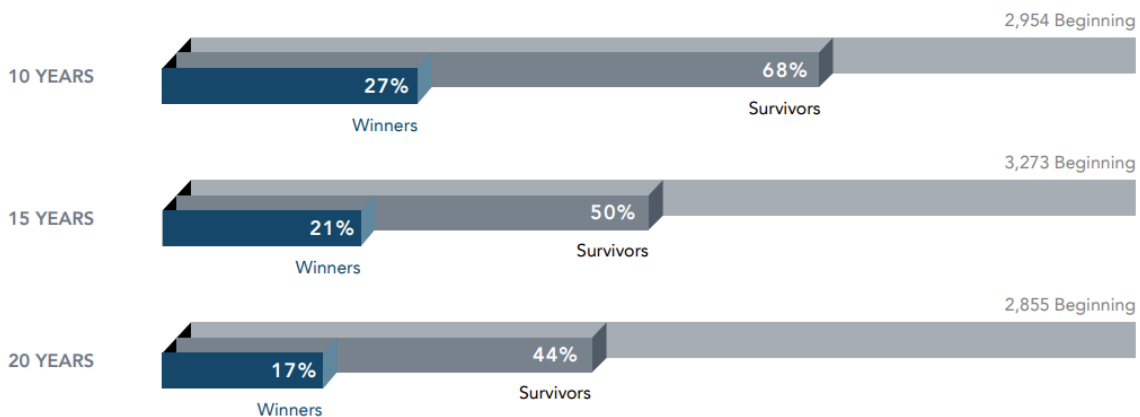 2,954 Beginning
10 YEARS
27%
68%
Winners
Survivors
3,273 Beginning
15 YEARS
21%
50%
Winners
Survivors
2,855 Beginning
20 YEARS
17%
44%
Winners
Survivors